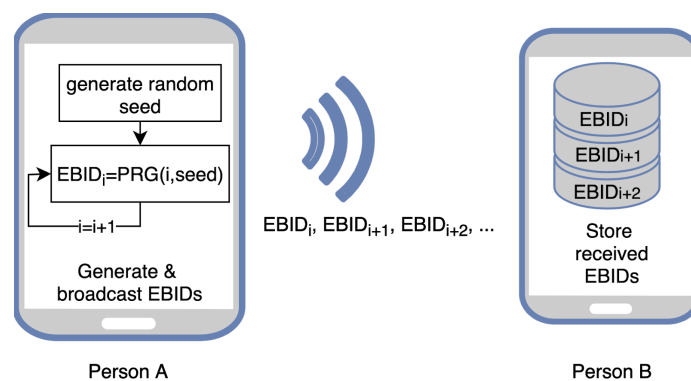 generate random
seed
EBIDi=PRG(i,seed)
i=i+1
Generate &
broadcast EBIDs
Person A
EBIDi, EBIDi+1, EBIDi+2, ...
EBIDi
EBIDi+1
EBIDi+2
Store
received
EBIDs
Person B